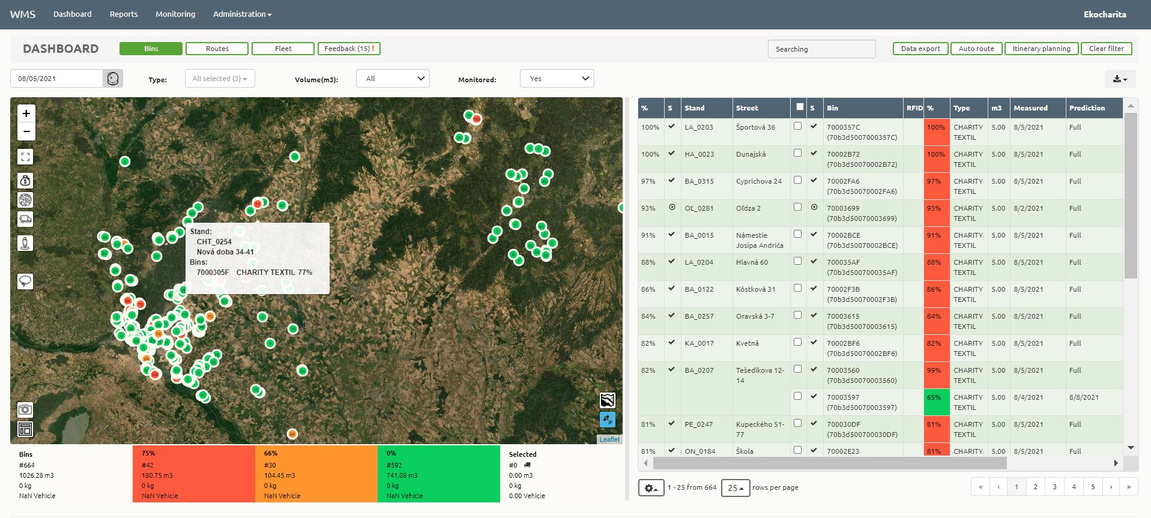 WMS Dashboard Reports Monitoring Administration Ekocharita
DASHBOARD Bins Routes Fleet Feedback (15) ! Searching Data export Auto route Itinerary planning Clear filter
08/05/2021 Type: All selected (3) Volume(m3): All Monitored: Yes
+
−
Stand:
CHT_0254
Nová doba 34-41
Bins:
7000305F CHARITY TEXTIL 77%
Leaflet
Bins
#664
1026.28 m3
0 kg
NaN Vehicle
75%
#42
180.75 m3
0 kg
NaN Vehicle
66%
#30
104.45 m3
0 kg
NaN Vehicle
0%
#592
741.08 m3
0 kg
NaN Vehicle
Selected
#0
0.00 m3
0 kg
0.00 Vehicle
% S Stand Street S Bin RFID % Type m3 Measured Prediction
100% LA_0203 Športová 36 7000357C 100% CHARITY 5.00 8/5/2021 Full
(70b3d5007000357C) TEXTIL
100% HA_0023 Dunajská 70002B72 100% CHARITY 5.00 8/5/2021 Full
(70b3d50070002B72) TEXTIL
97% BA_0315 Cyprichova 24 70002FA6 97% CHARITY 5.00 8/5/2021 Full
(70b3d50070002FA6) TEXTIL
93% OL_0281 Oldza 2 70003699 93% CHARITY 5.00 8/2/2021 Full
(70b3d50070003699) TEXTIL
91% BA_0015 Námestie 70002BCE 91% CHARITY 5.00 8/5/2021 Full
Josipa Andriča (70b3d50070002BCE) TEXTIL
88% LA_0204 Hlavná 60 700035AF 88% CHARITY 5.00 8/5/2021 Full
(70b3d500700035AF) TEXTIL
86% BA_0122 Kôstková 31 70002F3B 86% CHARITY 5.00 8/5/2021 Full
(70b3d50070002F3B) TEXTIL
84% BA_0257 Oravská 3-7 70003615 84% CHARITY 5.00 8/5/2021 Full
(70b3d50070003615) TEXTIL
82% KA_0017 Kvetná 70002BF6 82% CHARITY 5.00 8/5/2021 Full
(70b3d50070002BF6) TEXTIL
82% BA_0207 Tešedíkova 12- 70003560 99% CHARITY 5.00 8/5/2021 Full
14 (70b3d50070003560) TEXTIL
70003597 65% CHARITY 5.00 8/4/2021 8/8/2021
(70b3d50070003597) TEXTIL
81% PE_0247 Kupeckého 51- 700030DF 81% CHARITY 5.00 8/5/2021 Full
77 (70b3d500700030DF) TEXTIL
81% ON_0184 Škola 70002E23 81% CHARITY 5.00 8/5/2021 Full
1 - 25 from 664 25 rows per page « ‹ 1 2 3 4 5 › »